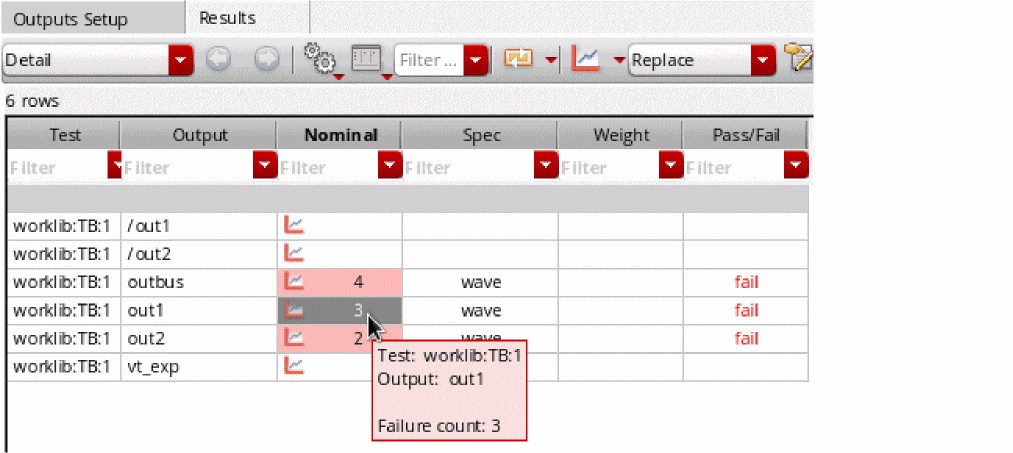 Outputs Setup Results
Detail Filter ... Replace
6 rows
Test Output Nominal Spec Weight Pass/Fail
Filter Filter Filter Filter Filter Filter
worklib:TB:1 /out1
worklib:TB:1 /out2
worklib:TB:1 outbus 4 wave fail
worklib:TB:1 out1 3 wave fail
worklib:TB:1 out2 2 wave fail
worklib:TB:1 vt_exp
Test: worklib:TB:1
Output: out1
Failure count: 3